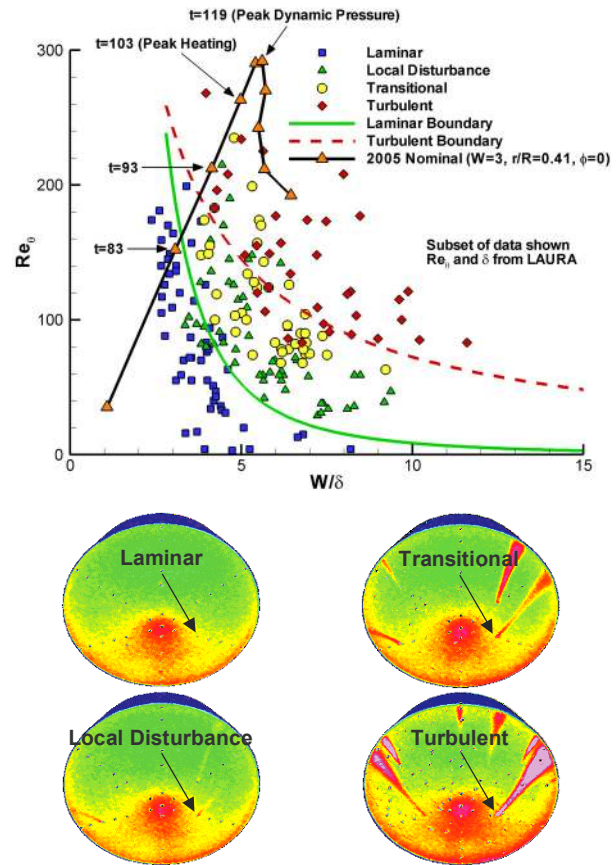 t=119 (Peak Dynamic Pressure)
t=103 (Peak Heating)
t=93
t=83
Laminar
Local Disturbance
Transitional
Turbulent
Laminar Boundary
Turbulent Boundary
2005 Nominal (W=3, r/R=0.41, ϕ=0)
Subset of data shown
Reθ and δ from LAURA
Reθ
300
200
100
0
0
5
10
15
W/δ
Laminar
Transitional
Local Disturbance
Turbulent